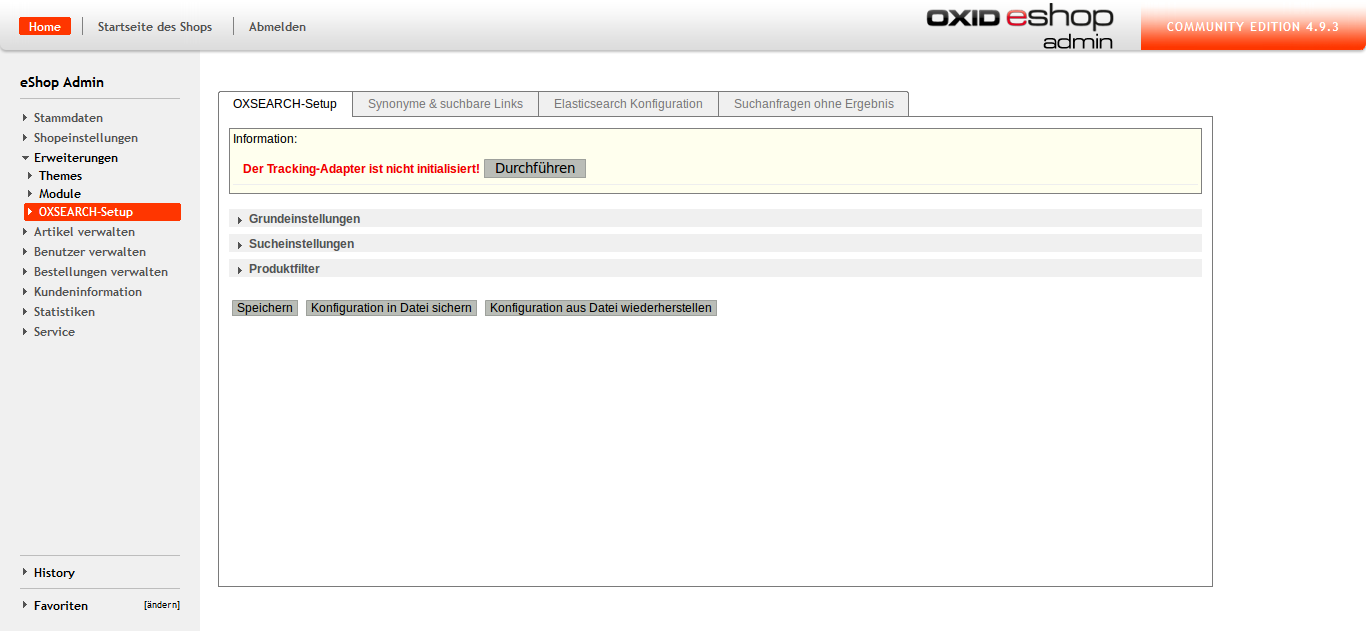 Home Startseite des Shops Abmelden
OXID eshop
admin
COMMUNITY EDITION 4.9.3
eShop Admin
Stammdaten
Shopeinstellungen
Erweiterungen
Themes
Module
OXSEARCH-Setup
Artikel verwalten
Benutzer verwalten
Bestellungen verwalten
Kundeninformation
Statistiken
Service
History
Favoriten [ändern]
OXSEARCH-Setup Synonyme & suchbare Links Elasticsearch Konfiguration Suchanfragen ohne Ergebnis
Information:
Der Tracking-Adapter ist nicht initialisiert! Durchführen
Grundeinstellungen
Sucheinstellungen
Produktfilter
Speichern Konfiguration in Datei sichern Konfiguration aus Datei wiederherstellen